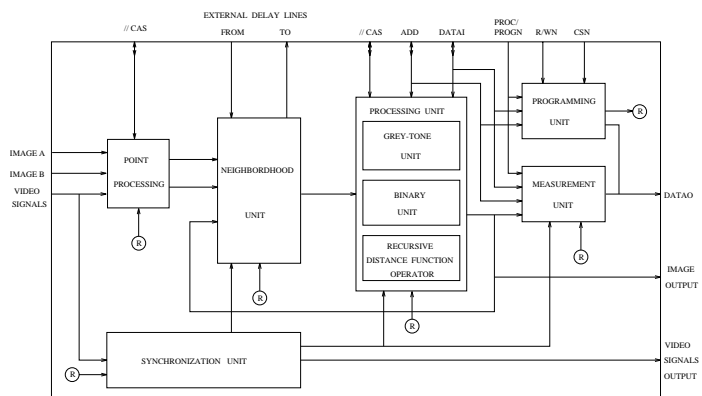 EXTERNAL DELAY LINES
// CAS
FROM
TO
// CAS
ADD
DATAI
PROC/
PROGN
R/WN
CSN
PROCESSING UNIT
GREY-TONE
UNIT
BINARY
UNIT
RECURSIVE
DISTANCE FUNCTION
OPERATOR
PROGRAMMING
UNIT
R
IMAGE A
IMAGE B
VIDEO
SIGNALS
POINT
PROCESSING
R
NEIGHBORDHOOD
UNIT
R
MEASUREMENT
UNIT
R
DATAO
IMAGE
OUTPUT
R
SYNCHRONIZATION UNIT
R
VIDEO
SIGNALS
OUTPUT